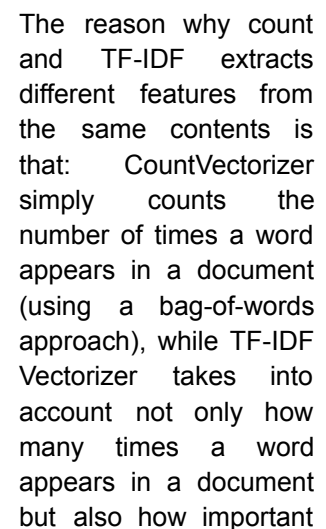 The reason why count
and TF-IDF extracts
different features from
the same contents is
that: CountVectorizer
simply counts the
number of times a word
appears in a document
(using a bag-of-words
approach), while TF-IDF
Vectorizer takes into
account not only how
many times a word
appears in a document
but also how important